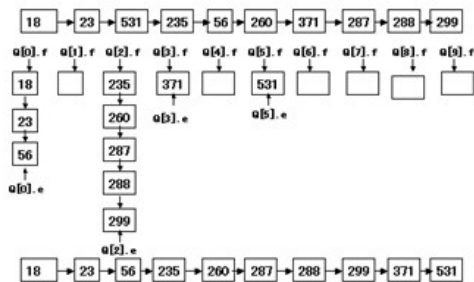 18 23 531 235 56 260 371 287 288 299
Q[0].f Q[1].f Q[2].f Q[3].f Q[4].f Q[5].f Q[6].f Q[7].f Q[8].f Q[9].f
18 235 371 531
23 260 Q[3].e Q[5].e
56 287
Q[0].e 288
299
Q[2].e
18 23 56 235 260 287 288 299 371 531